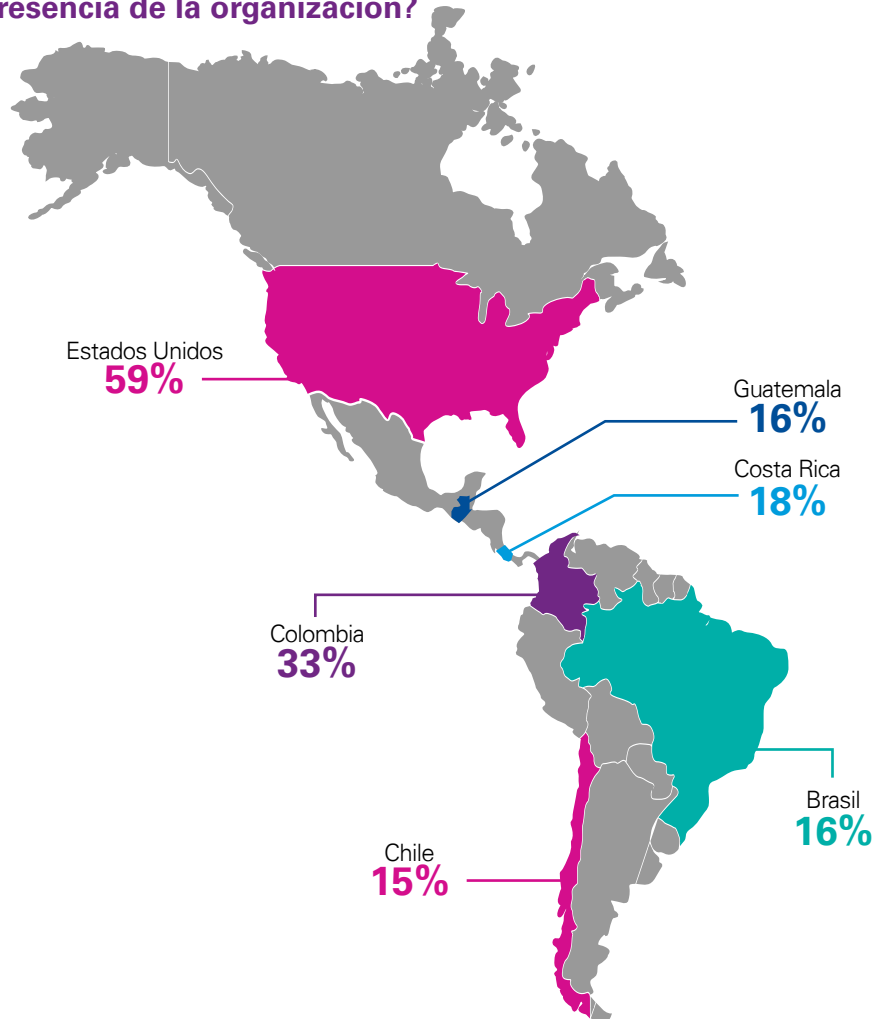 resencia de la organización?
Estados Unidos
59%
Guatemala
16%
Costa Rica
18%
Colombia
33%
Brasil
16%
Chile
15%